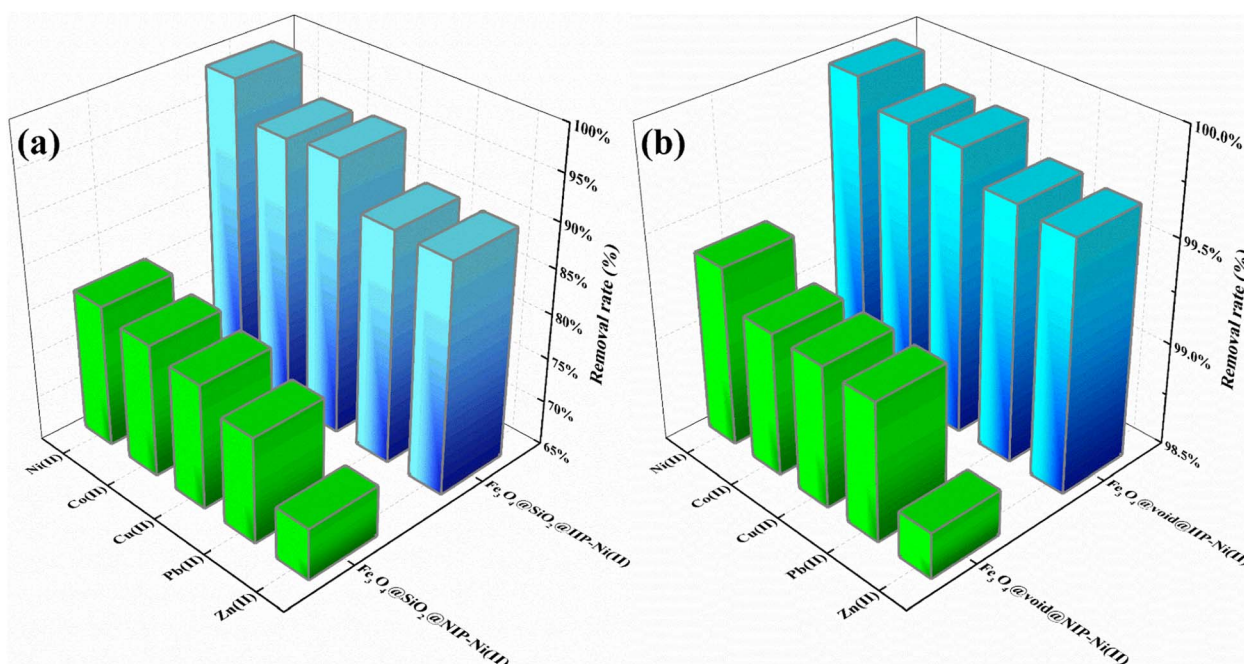 (a)
100%
95%
90%
85%
80%
75%
70%
65%
Removal rate (%)
Ni(II)
Co(II)
Cu(II)
Pb(II)
Zn(II)
Fe₃O₄@SiO₂@IIP-Ni(II)
Fe₃O₄@SiO₂@NIP-Ni(II)
(b)
100.0%
99.5%
99.0%
98.5%
Removal rate (%)
Ni(II)
Co(II)
Cu(II)
Pb(II)
Zn(II)
Fe₃O₄@void@IIP-Ni(II)
Fe₃O₄@void@NIP-Ni(II)